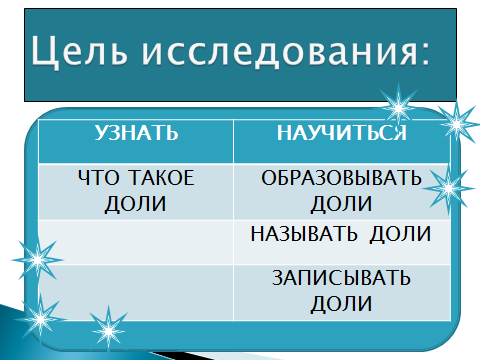 Цель исследования:
УЗНАТЬ НАУЧИТЬСЯ
ЧТО ТАКОЕ ОБРАЗОВЫВАТЬ
ДОЛИ ДОЛИ
НАЗЫВАТЬ ДОЛИ
ЗАПИСЫВАТЬ
ДОЛИ